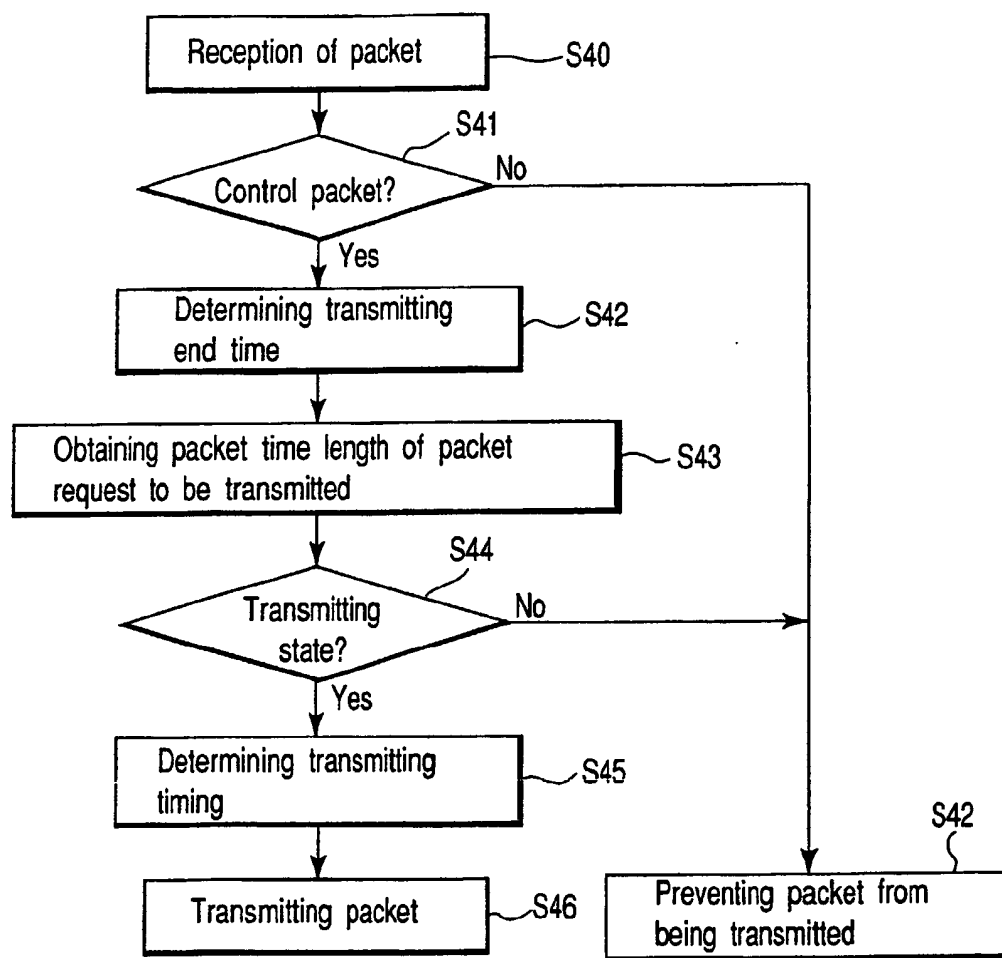 Reception of packet
S40
S41
Control packet?
No
Yes
Determining transmitting
end time
S42
Obtaining packet time length of packet
request to be transmitted
S43
S44
Transmitting
state?
No
Yes
Determining transmitting
timing
S45
S42
Transmitting packet
S46
Preventing packet from
being transmitted